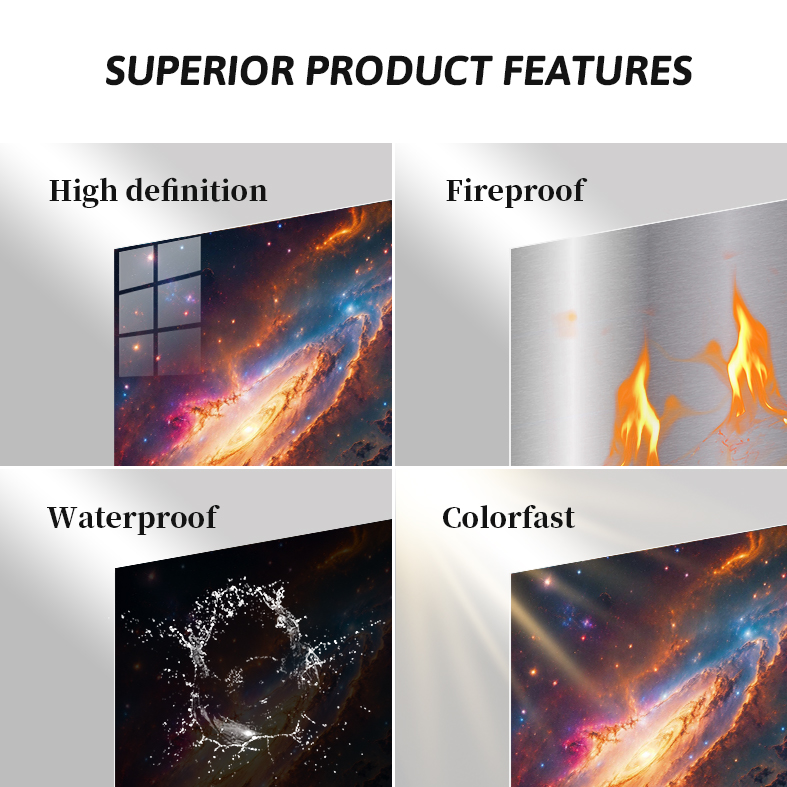 SUPERIOR PRODUCT FEATURES
High definition
Fireproof
Waterproof
Colorfast